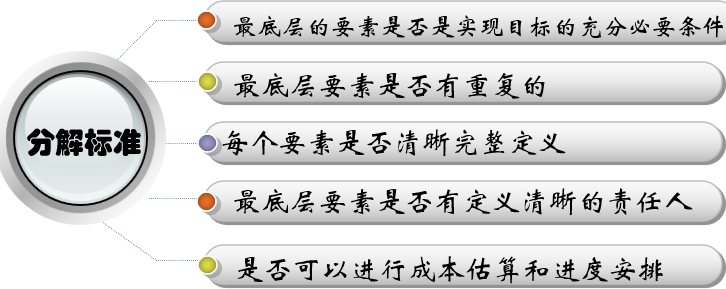 最底层的要素是否是实现目标的充分必要条件
最底层要素是否有重复的
分解标准
每个要素是否清晰完整定义
最底层要素是否有定义清晰的责任人
是否可以进行成本估算和进度安排